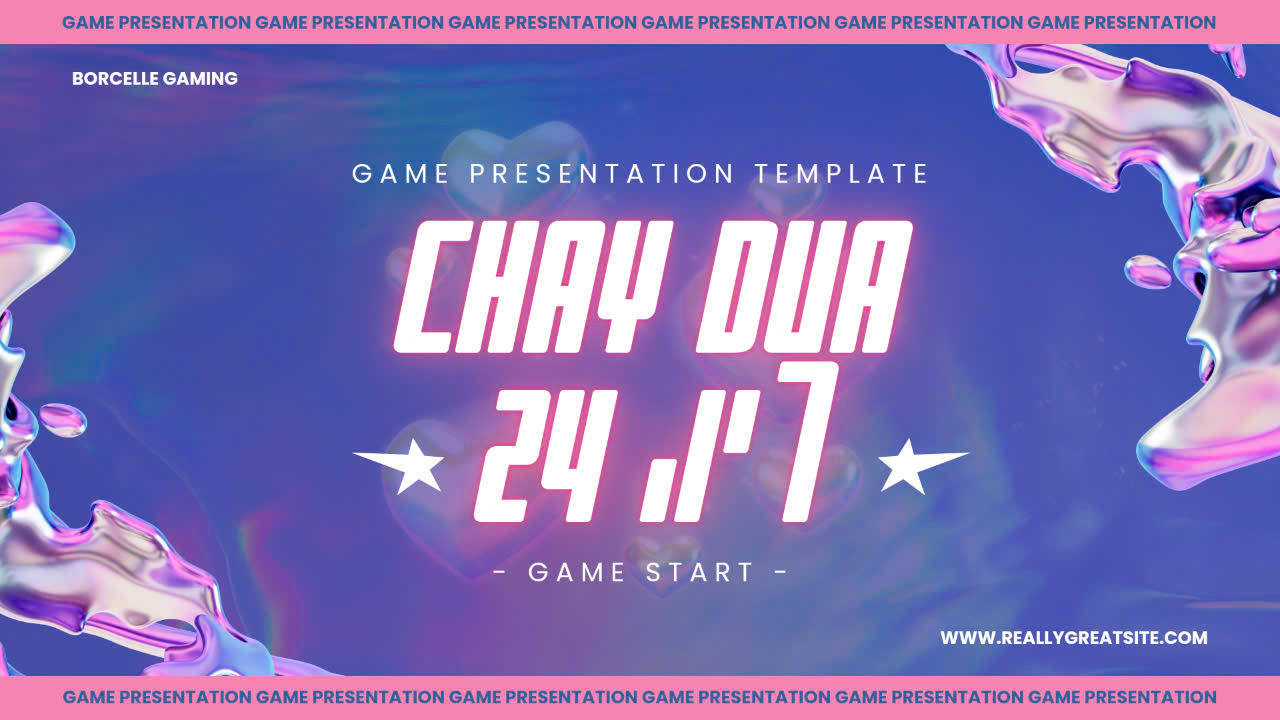 GAME PRESENTATION GAME PRESENTATION GAME PRESENTATION GAME PRESENTATION GAME PRESENTATION GAME PRESENTATION
BORCELLE GAMING
GAME PRESENTATION TEMPLATE
CHAY DUA
24
- GAME START -
WWW.REALLYGREATSITE.COM
GAME PRESENTATION GAME PRESENTATION GAME PRESENTATION GAME PRESENTATION GAME PRESENTATION GAME PRESENTATION